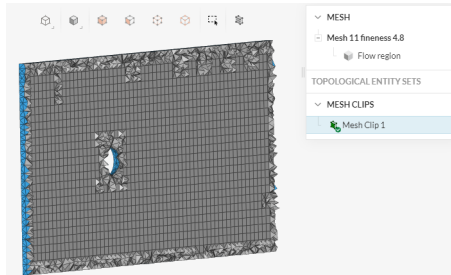 MESH
Mesh 11 fineness 4.8
Flow region
TOPOLOGICAL ENTITY SETS
MESH CLIPS
Mesh Clip 1